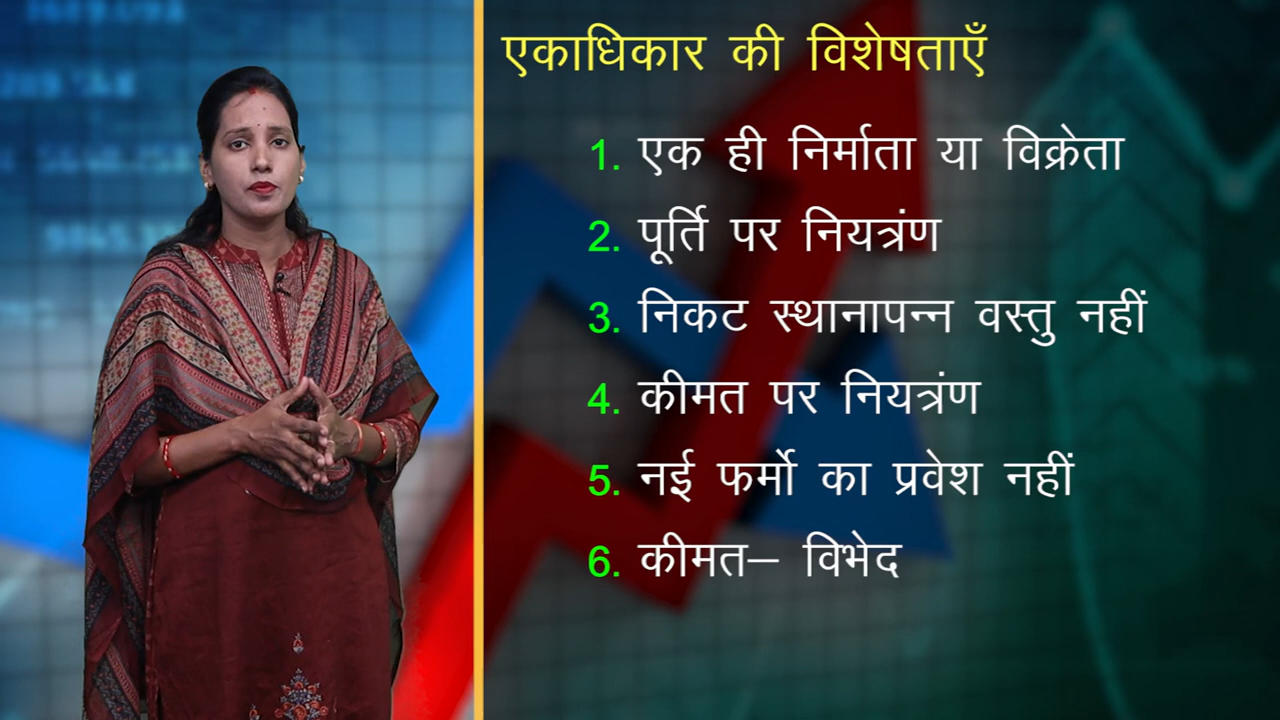 एकाधिकार की विशेषताएँ
1. एक ही निर्माता या विक्रेता
2. पूर्ति पर नियत्रंण
3. निकट स्थानापन्न वस्तु नहीं
4. कीमत पर नियत्रंण
5. नई फर्मो का प्रवेश नहीं
6. कीमत– विभेद